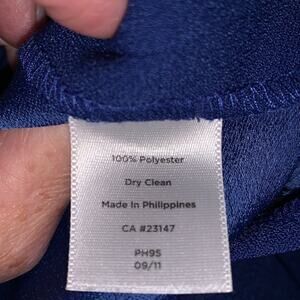 100% Polyester
Dry Clean
Made In Philippines
CA #23147
PH95
09/11